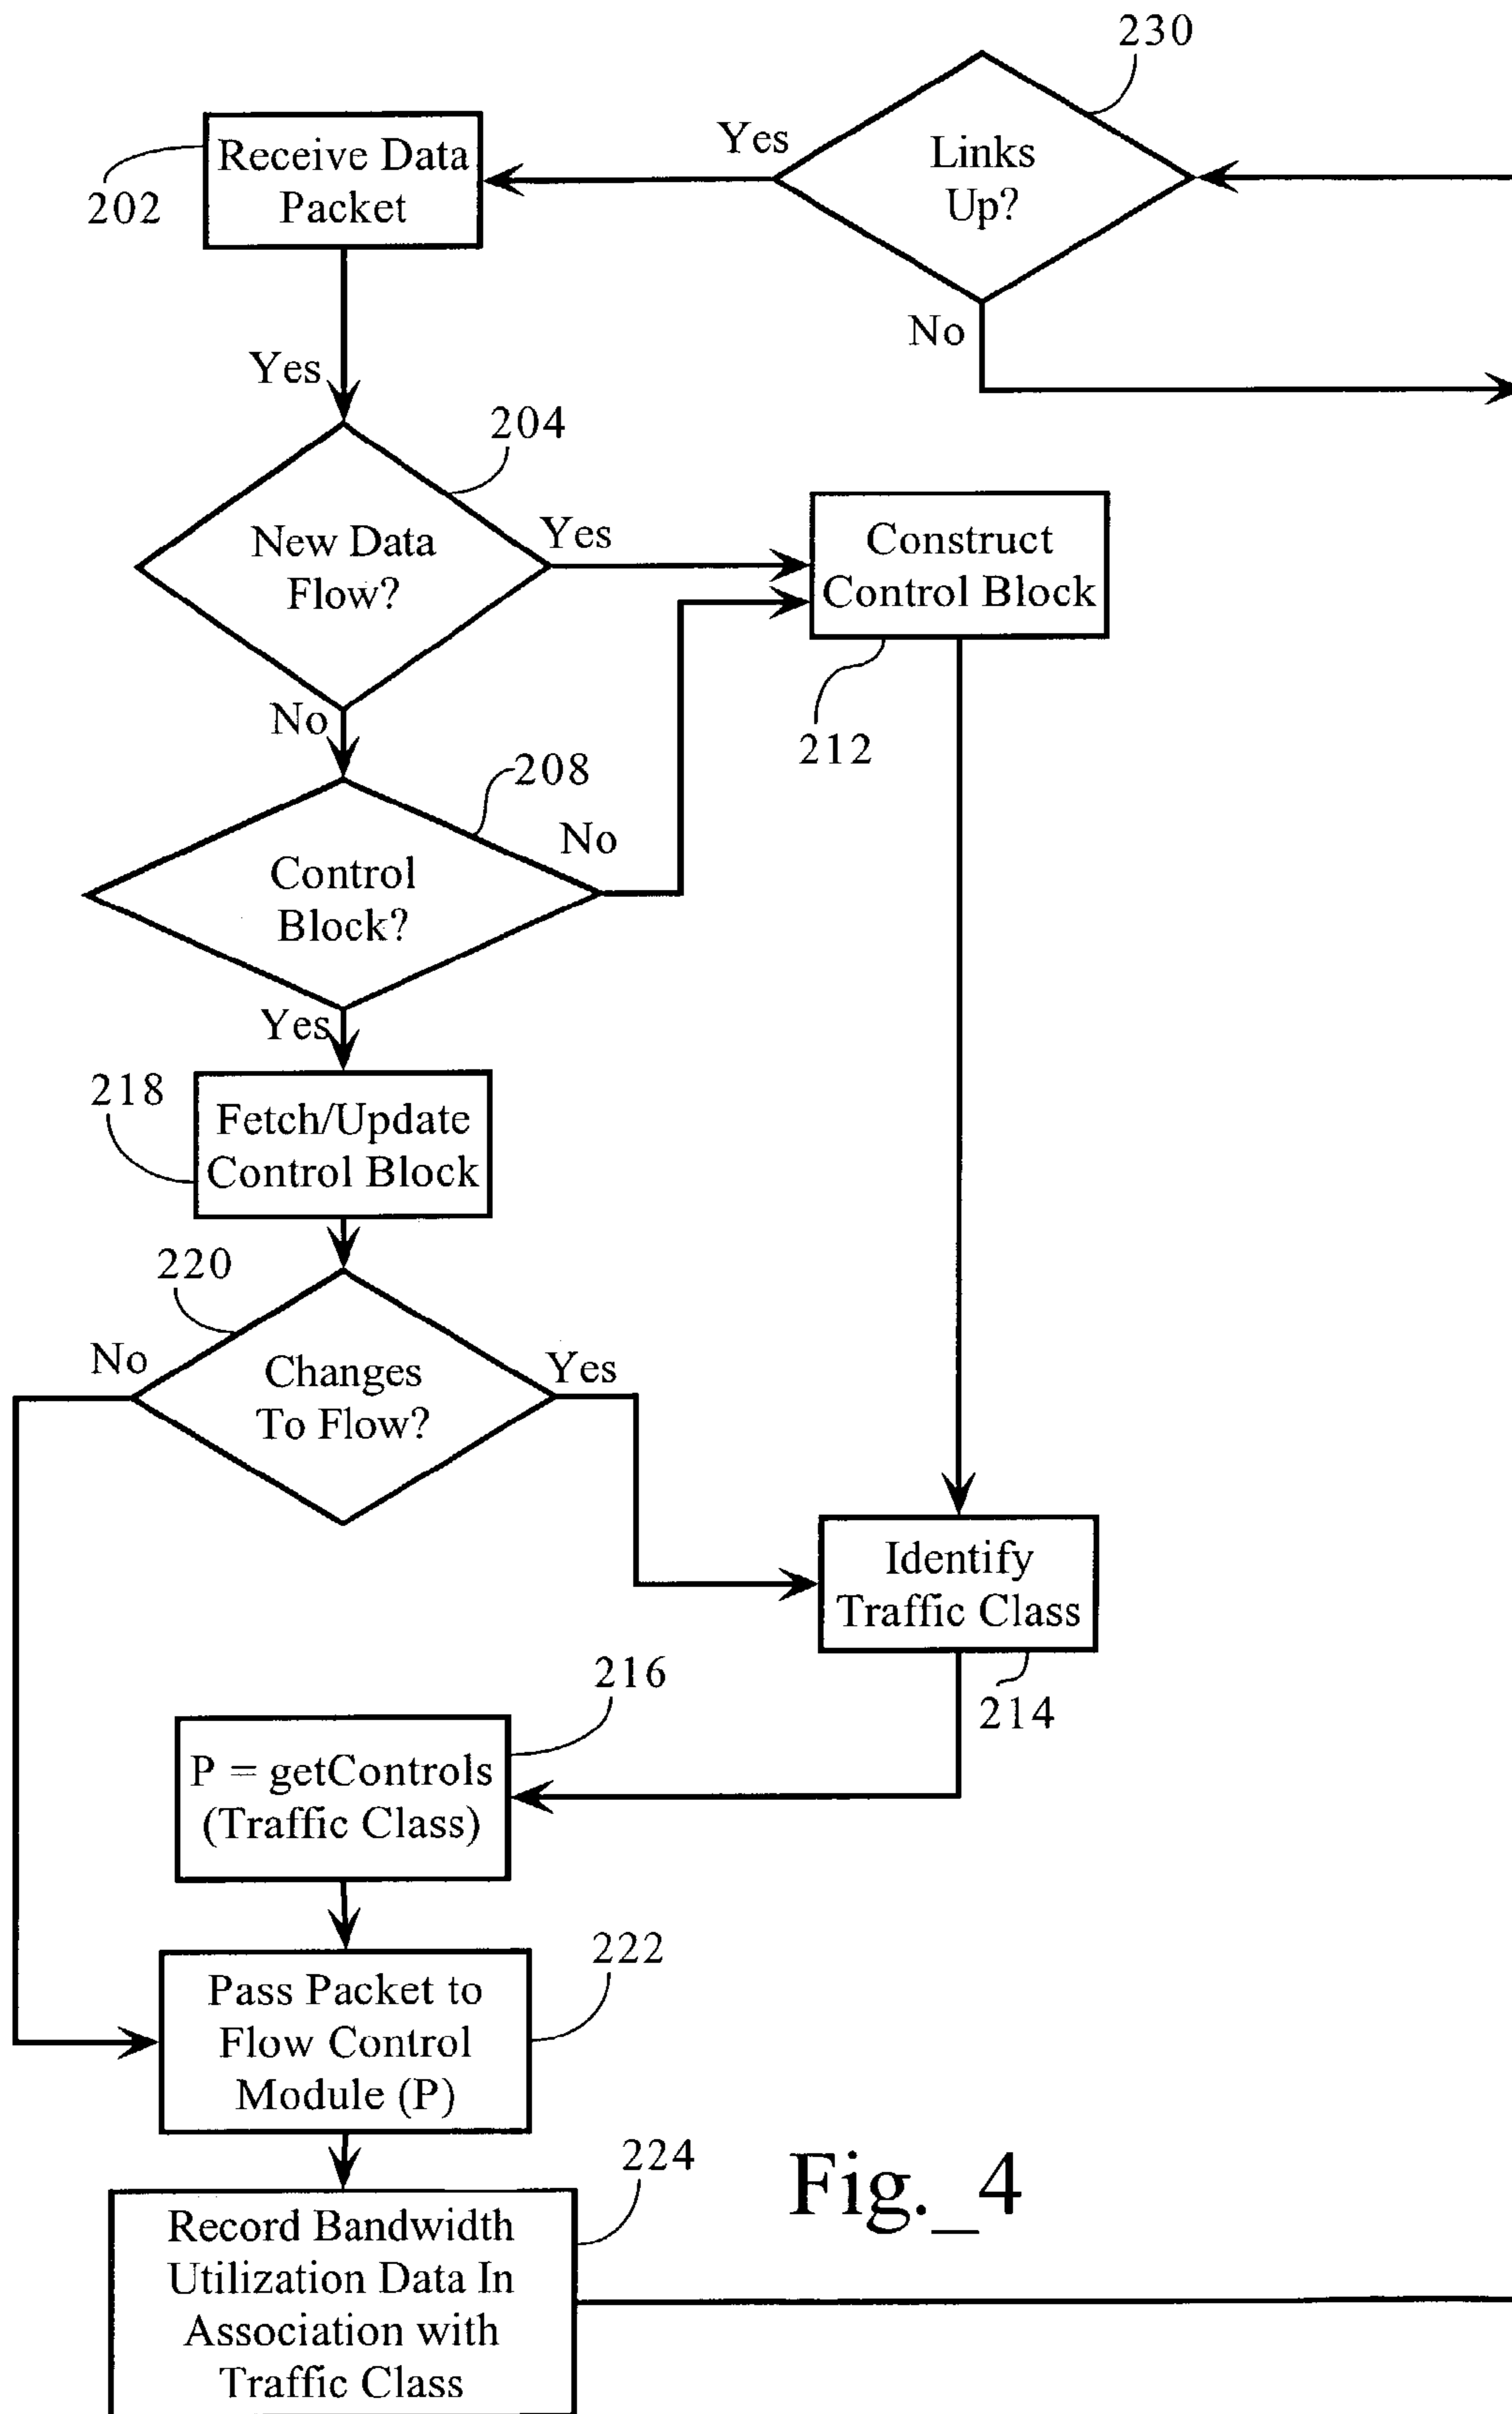 230
Yes
Links
Up?
No
Receive Data
Packet
202
Yes
204
New Data
Flow?
Yes
No
Construct
Control Block
212
208
Control
Block?
No
Yes
218
Fetch/Update
Control Block
220
No
Changes
To Flow?
Yes
Identify
Traffic Class
214
216
P = getControls
(Traffic Class)
222
Pass Packet to
Flow Control
Module (P)
224
Record Bandwidth
Utilization Data In
Association with
Traffic Class
Fig._4